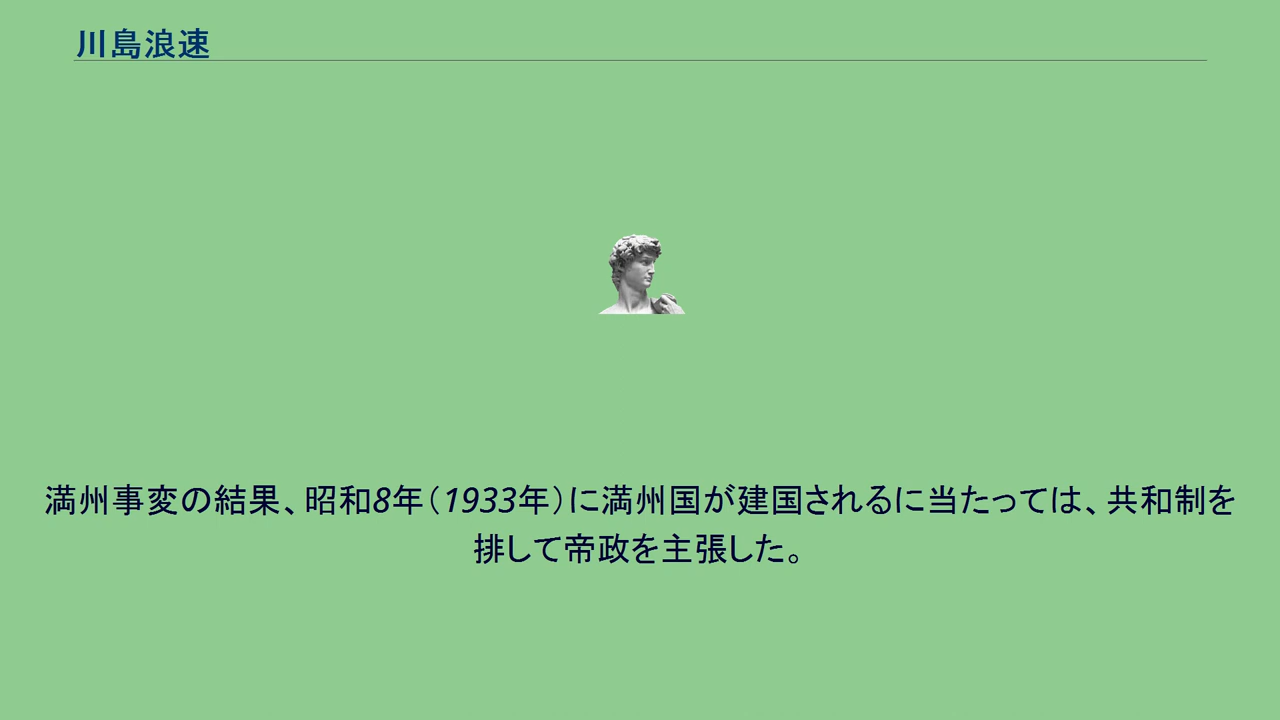 川島浪速
満州事変の結果、昭和8年（1933年）に満州国が建国されるに当たっては、共和制を
排して帝政を主張した。